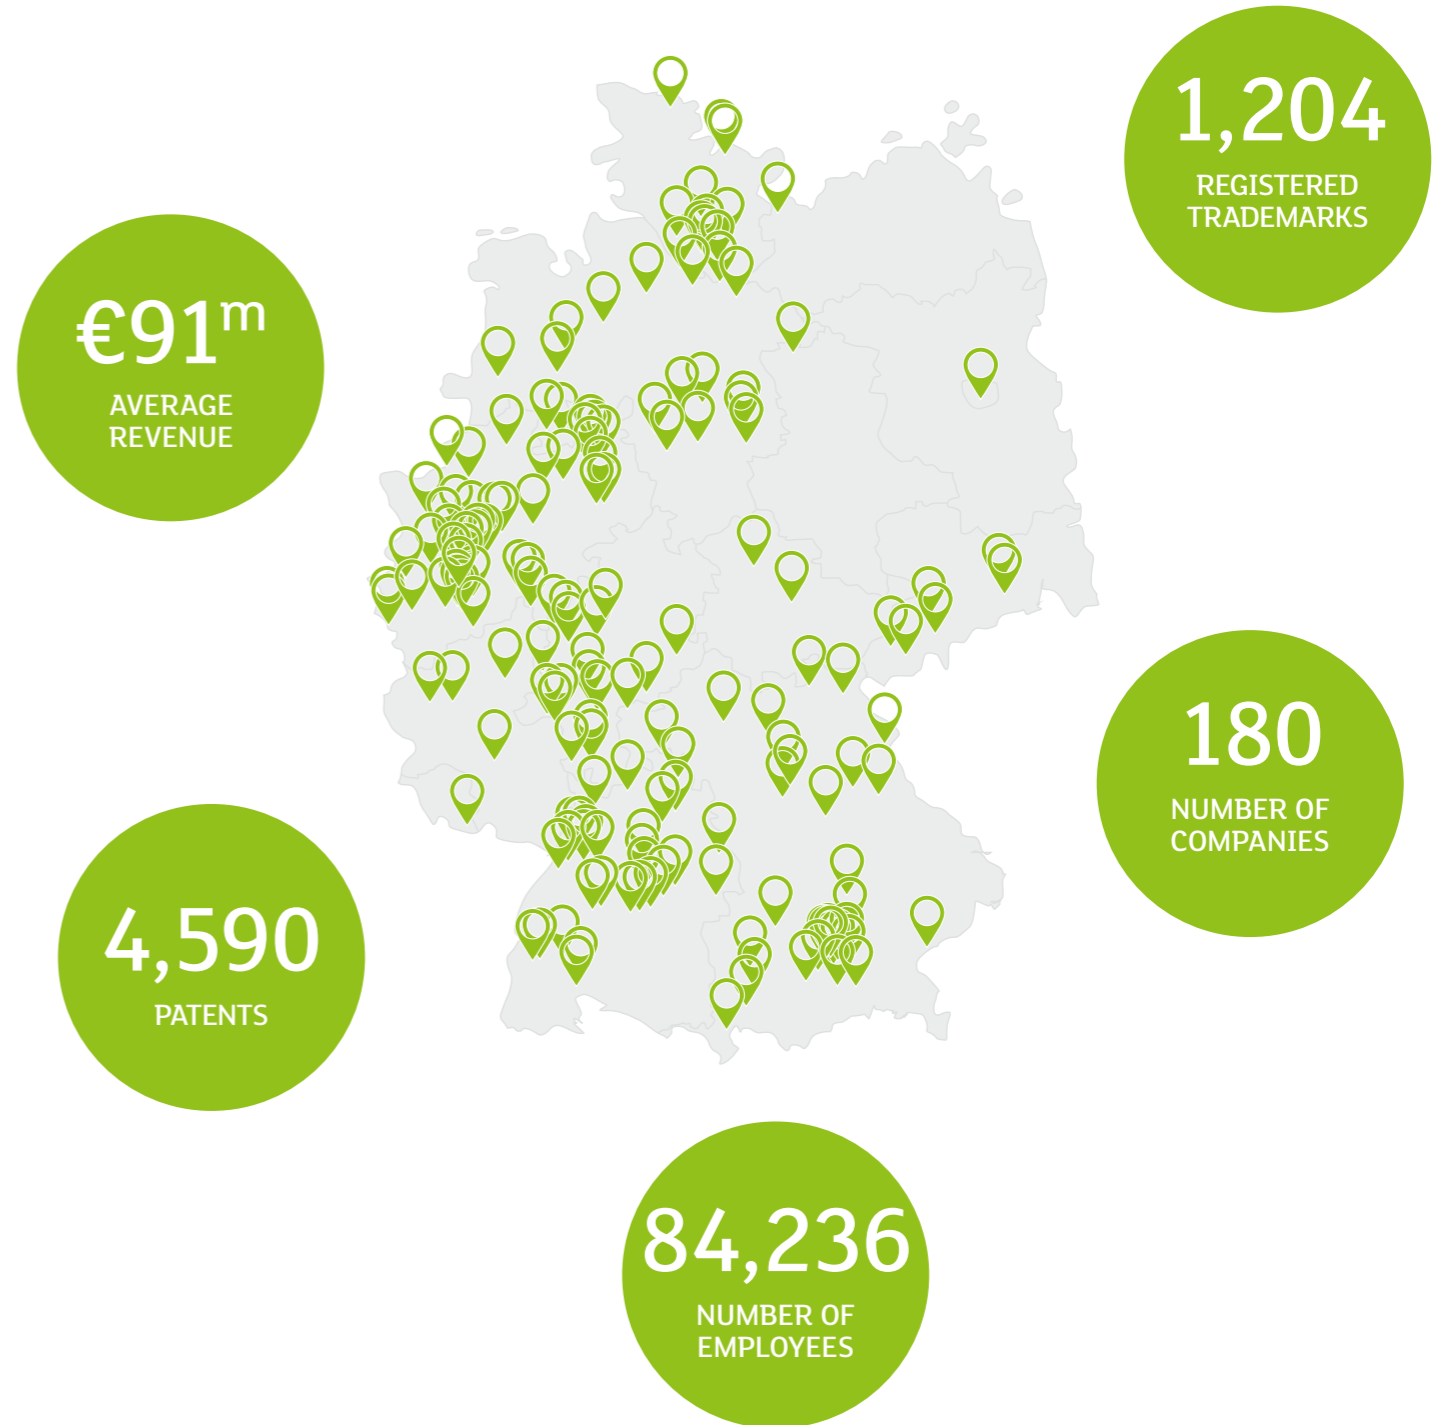 1,204
REGISTERED
TRADEMARKS
€91m
AVERAGE
REVENUE
180
NUMBER OF
COMPANIES
4,590
PATENTS
84,236
NUMBER OF
EMPLOYEES